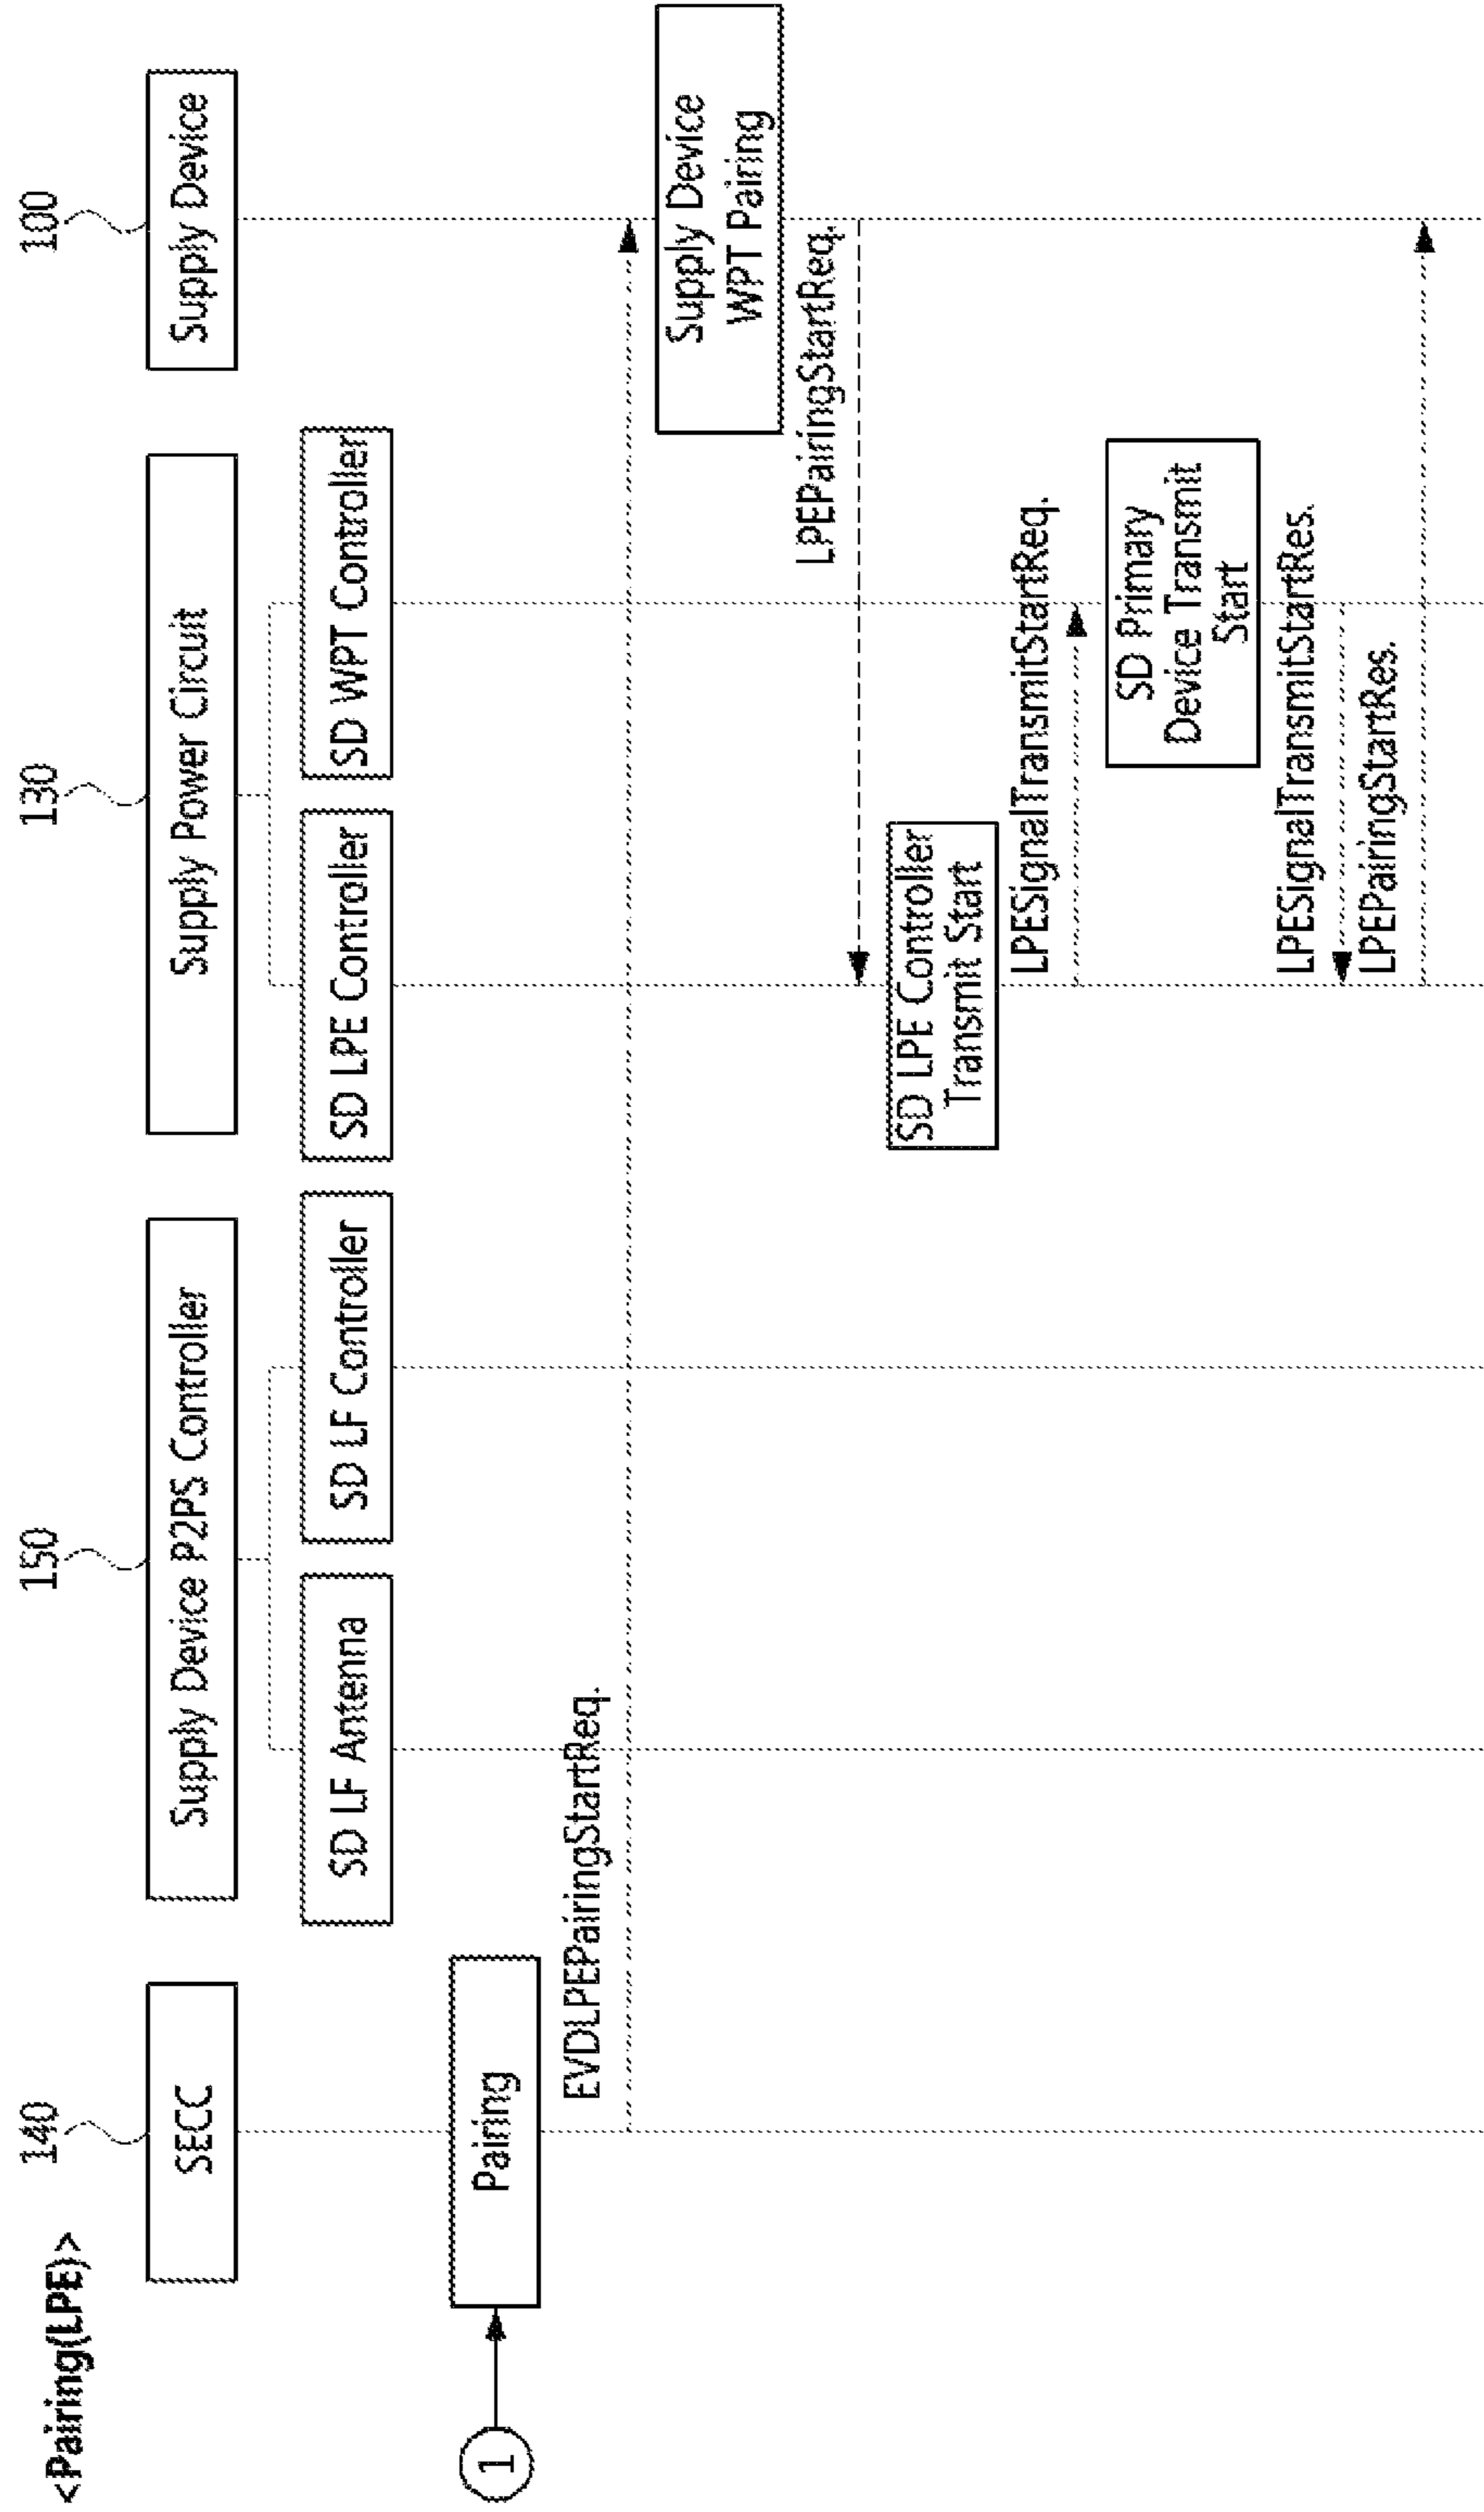 <Pairing(LPE)>
140
150
130
100
SECC
Supply Device P2PS Controller
Supply Power Circuit
Supply Device
SD LF Antenna
SD LF Controller
SD LPE Controller
SD WPT Controller
1
Pairing
EVDLPEPairingStartReq.
Supply Device
WPT Pairing
LPEPairingStartReq.
SD LPE Controller
Transmit Start
LPESignalTransmitStartReq.
SD Primary
Device Transmit
Start
LPESignalTransmitStartRes.
LPEPairingStartRes.